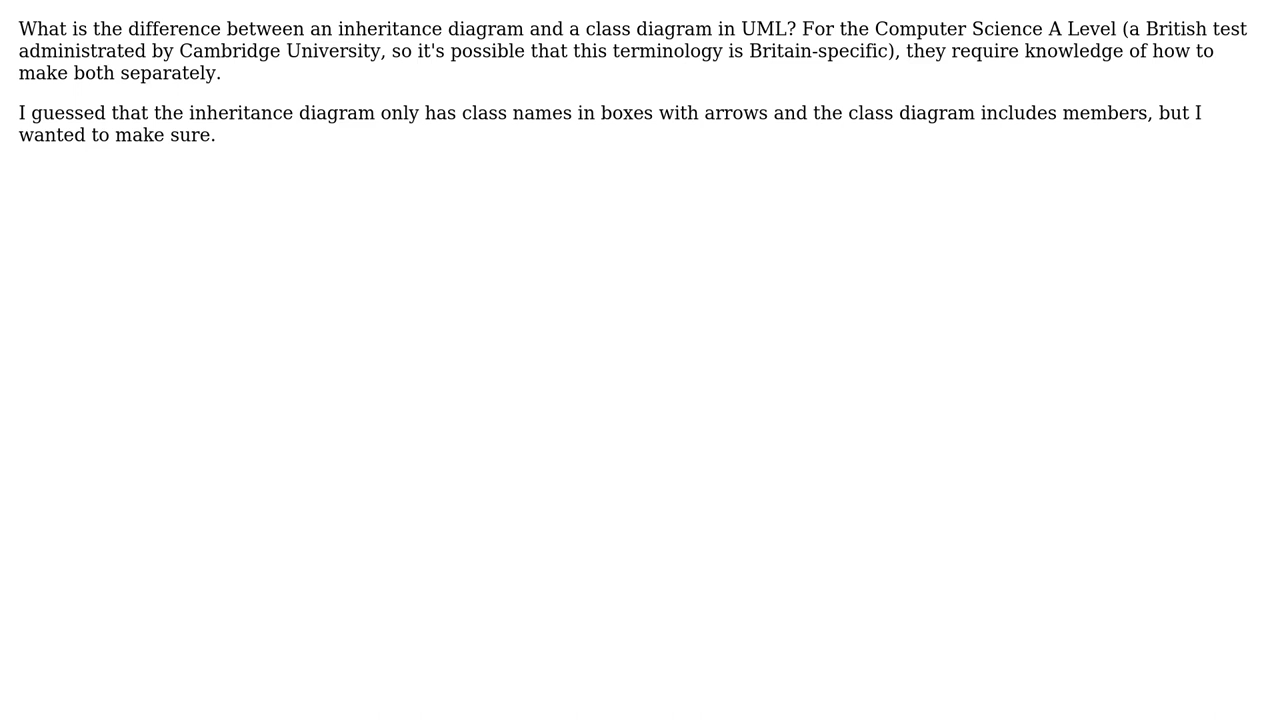 What is the difference between an inheritance diagram and a class diagram in UML? For the Computer Science A Level (a British test
administrated by Cambridge University, so it's possible that this terminology is Britain-specific), they require knowledge of how to
make both separately.
I guessed that the inheritance diagram only has class names in boxes with arrows and the class diagram includes members, but I
wanted to make sure.